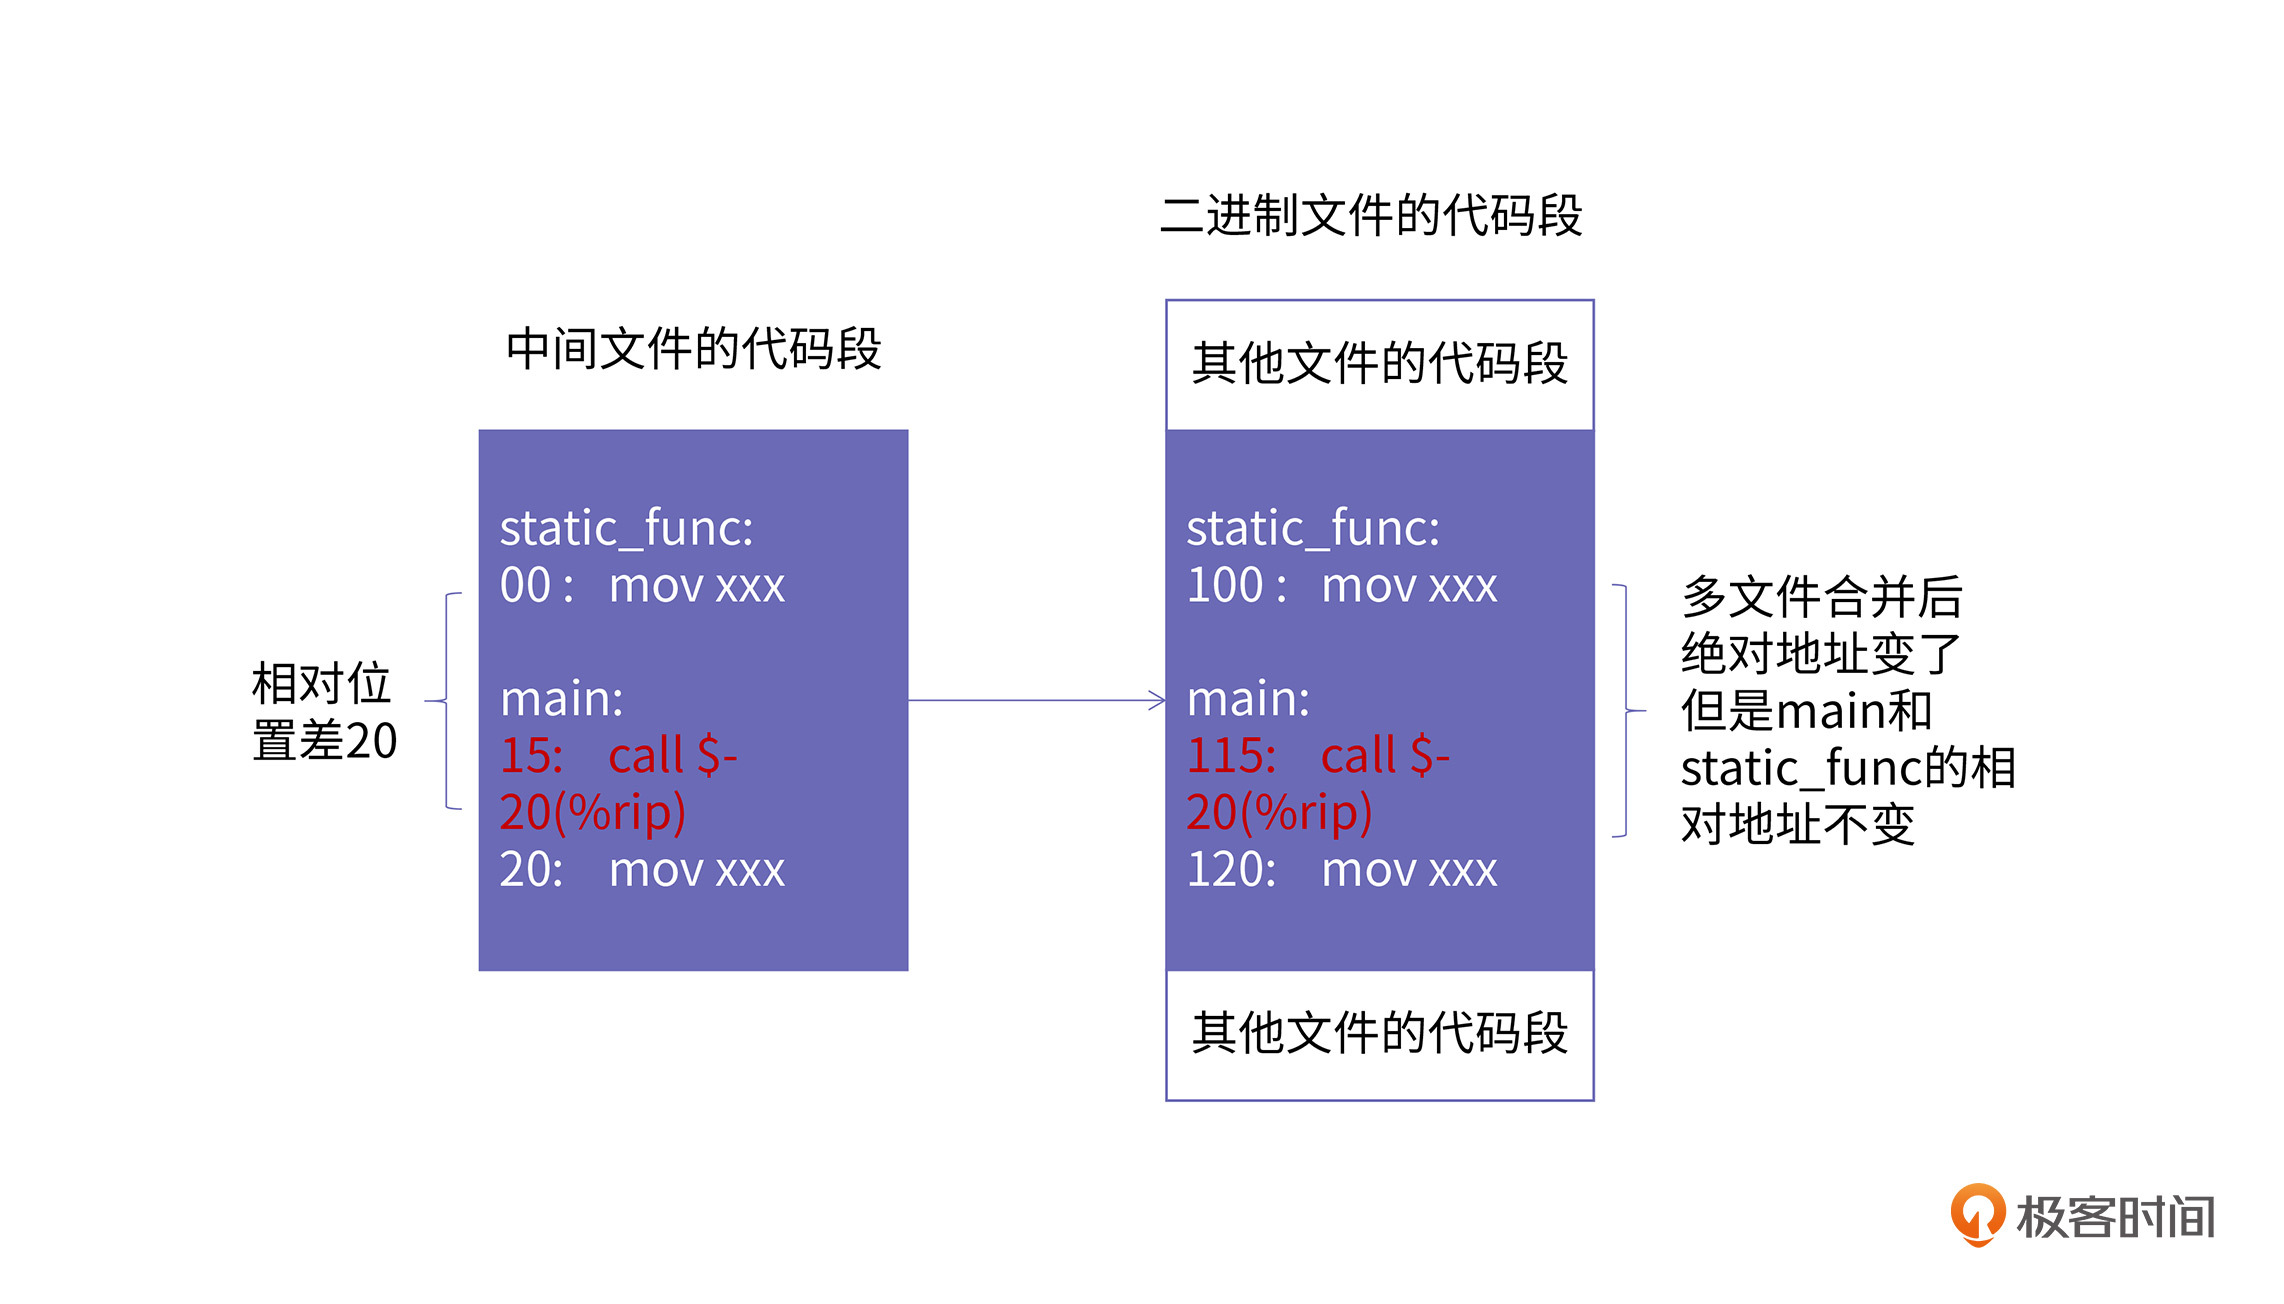 二进制文件的代码段
中间文件的代码段
其他文件的代码段
static_func:
00 : mov xxx
main:
15: call $-
20(%rip)
20: mov xxx
相对位
置差20
static_func:
100 : mov xxx
main:
115: call $-
20(%rip)
120: mov xxx
多文件合并后
绝对地址变了
但是main和
static_func的相
对地址不变
其他文件的代码段
极客时间